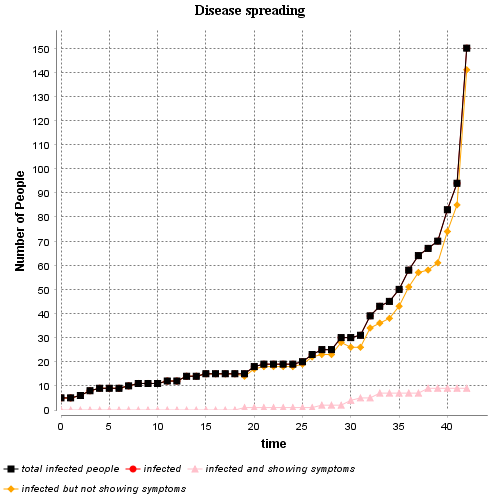 Disease spreading
Number of People
150
140
130
120
110
100
90
80
70
60
50
40
30
20
10
0
0 5 10 15 20 25 30 35 40
time
total infected people infected infected and showing symptoms
infected but not showing symptoms